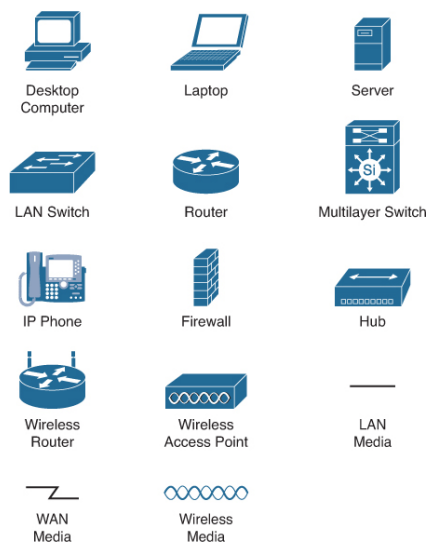 Desktop
Computer
Laptop
Server
LAN Switch
Router
Si
Multilayer Switch
IP Phone
Firewall
Hub
Wireless
Router
Wireless
Access Point
LAN
Media
WAN
Media
Wireless
Media